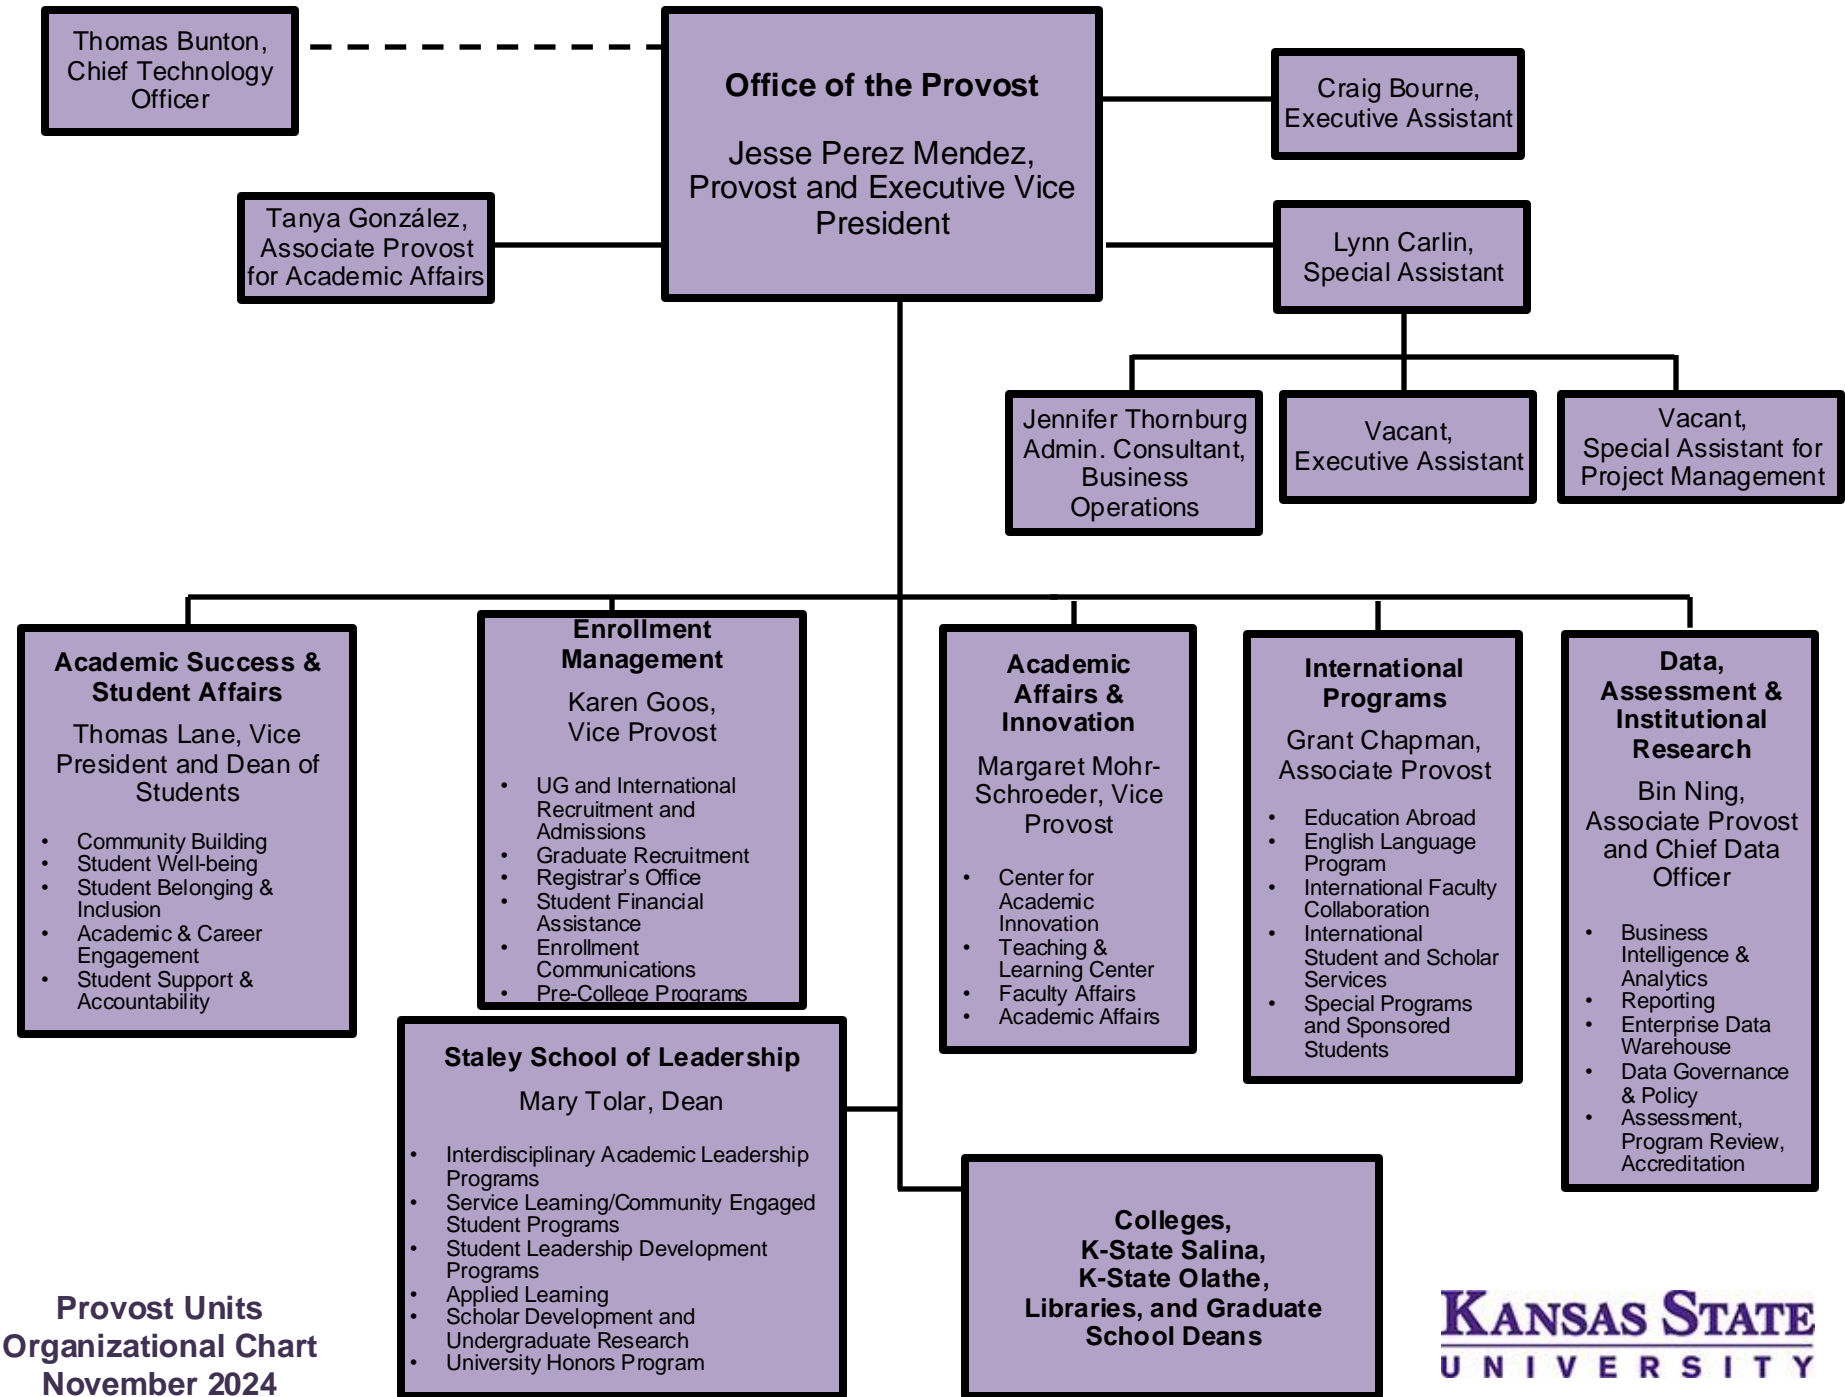 Thomas Bunton,
Chief Technology
Officer
Office of the Provost
Jesse Perez Mendez,
Provost and Executive Vice
President
Craig Bourne,
Executive Assistant
Tanya González,
Associate Provost
for Academic Affairs
Lynn Carlin,
Special Assistant
Jennifer Thornburg
Admin. Consultant,
Business
Operations
Vacant,
Executive Assistant
Vacant,
Special Assistant for
Project Management
Academic Success &
Student Affairs
Thomas Lane, Vice
President and Dean of
Students
• Community Building
• Student Well-being
• Student Belonging &
Inclusion
• Academic & Career
Engagement
• Student Support &
Accountability
Enrollment
Management
Karen Goos,
Vice Provost
• UG and International
Recruitment and
Admissions
• Graduate Recruitment
• Registrar’s Office
• Student Financial
Assistance
• Enrollment
Communications
• Pre-College Programs
Academic
Affairs &
Innovation
Margaret Mohr-
Schroeder, Vice
Provost
• Center for
Academic
Innovation
• Teaching &
Learning Center
• Faculty Affairs
• Academic Affairs
International
Programs
Grant Chapman,
Associate Provost
• Education Abroad
• English Language
Program
• International Faculty
Collaboration
• International
Student and Scholar
Services
• Special Programs
and Sponsored
Students
Data,
Assessment &
Institutional
Research
Bin Ning,
Associate Provost
and Chief Data
Officer
• Business
Intelligence &
Analytics
• Reporting
• Enterprise Data
Warehouse
• Data Governance
& Policy
• Assessment,
Program Review,
Accreditation
Staley School of Leadership
Mary Tolar, Dean
• Interdisciplinary Academic Leadership
Programs
• Service Learning/Community Engaged
Student Programs
• Student Leadership Development
Programs
• Applied Learning
• Scholar Development and
Undergraduate Research
• University Honors Program
Colleges,
K-State Salina,
K-State Olathe,
Libraries, and Graduate
School Deans
Provost Units
Organizational Chart
November 2024
KANSAS STATE
UNIVERSITY